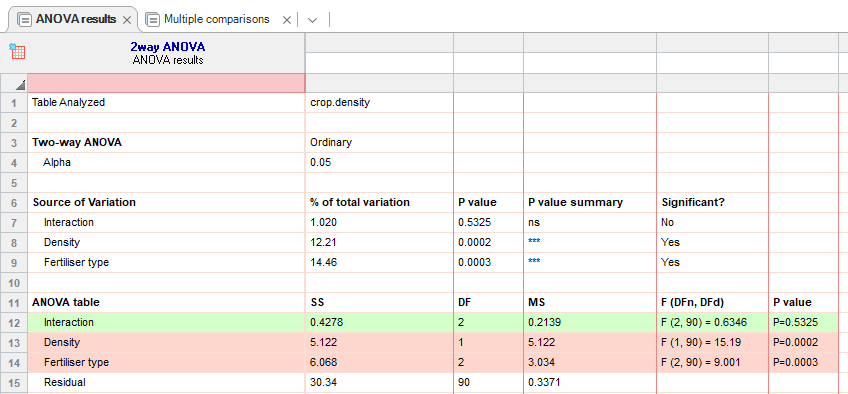 ANOVA results Multiple comparisons
2way ANOVA
ANOVA results
1 Table Analyzed crop.density
2
3 Two-way ANOVA Ordinary
4 Alpha 0.05
5
6 Source of Variation % of total variation P value P value summary Significant?
7 Interaction 1.020 0.5325 ns No
8 Density 12.21 0.0002 *** Yes
9 Fertiliser type 14.46 0.0003 *** Yes
10
11 ANOVA table SS DF MS F (DFn, DFd) P value
12 Interaction 0.4278 2 0.2139 F (2, 90) = 0.6346 P=0.5325
13 Density 5.122 1 5.122 F (1, 90) = 15.19 P=0.0002
14 Fertiliser type 6.068 2 3.034 F (2, 90) = 9.001 P=0.0003
15 Residual 30.34 90 0.3371